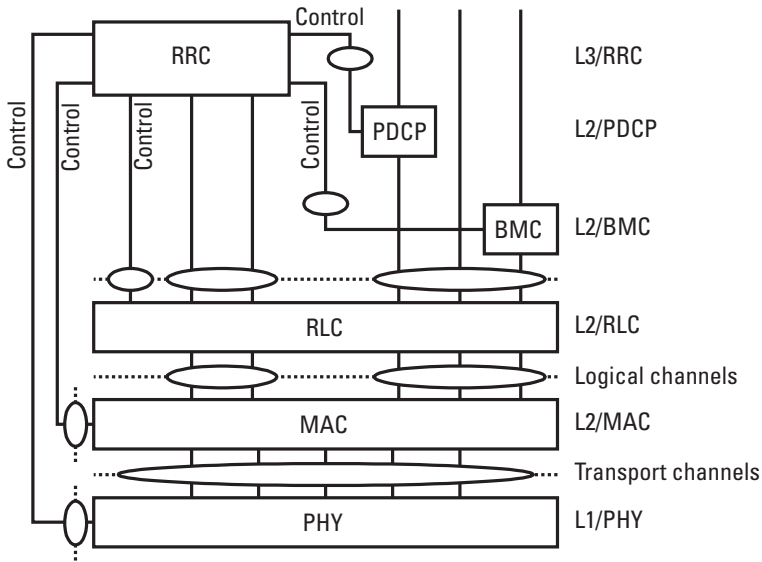 Control
RRC
L3/RRC
Control
Control
Control
Control
PDCP
L2/PDCP
BMC
L2/BMC
RLC
L2/RLC
Logical channels
MAC
L2/MAC
Transport channels
PHY
L1/PHY